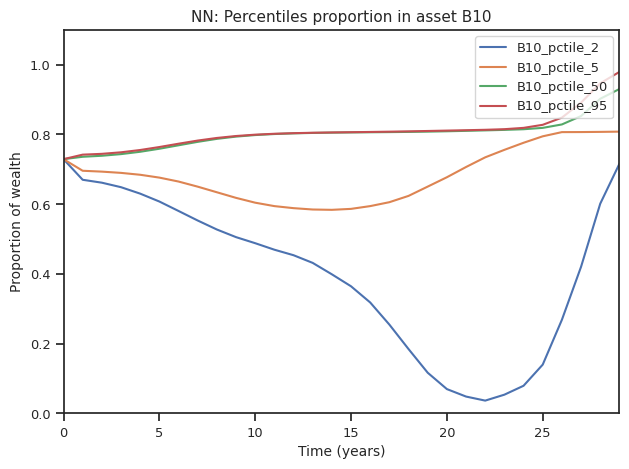 NN: Percentiles proportion in asset B10
B10_pctile_2
B10_pctile_5
B10_pctile_50
B10_pctile_95
Proportion of wealth
1.0
0.8
0.6
0.4
0.2
0.0
0 5 10 15 20 25
Time (years)